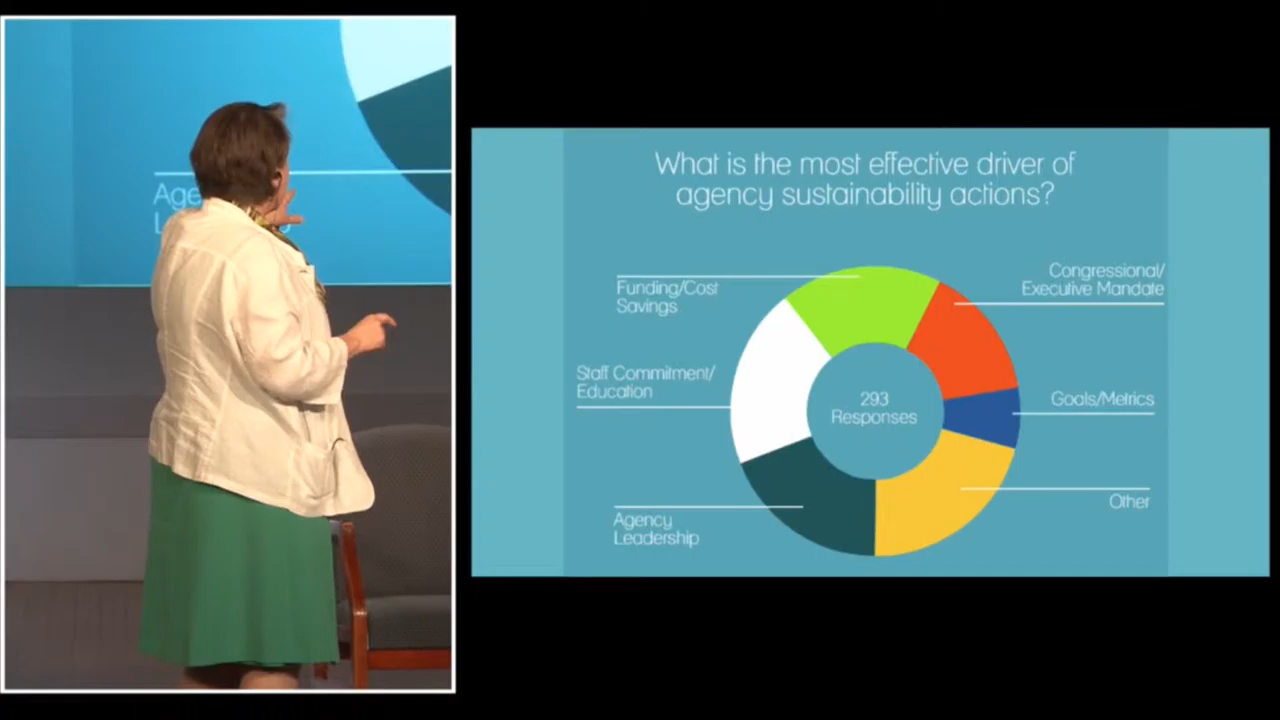 What is the most effective driver of
agency sustainability actions?
Funding/Cost
Savings
Congressional/
Executive Mandate
Staff Commitment/
Education
293
Responses
Goals/Metrics
Other
Agency
Leadership
Age
L